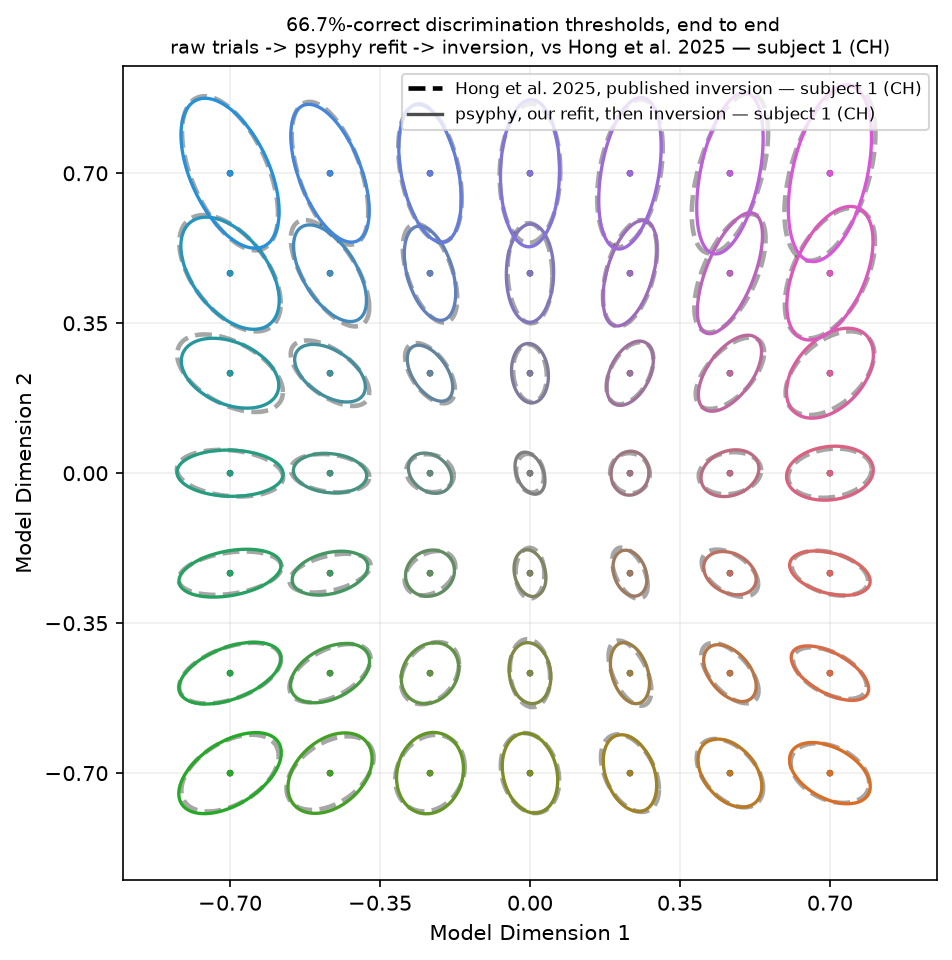 66.7%-correct discrimination thresholds, end to end
raw trials -> psyphy refit -> inversion, vs Hong et al. 2025 — subject 1 (CH)
Hong et al. 2025, published inversion — subject 1 (CH)
psyphy, our refit, then inversion — subject 1 (CH)
Model Dimension 2
0.70
0.35
0.00
−0.35
−0.70
−0.70
−0.35
0.00
0.35
0.70
Model Dimension 1